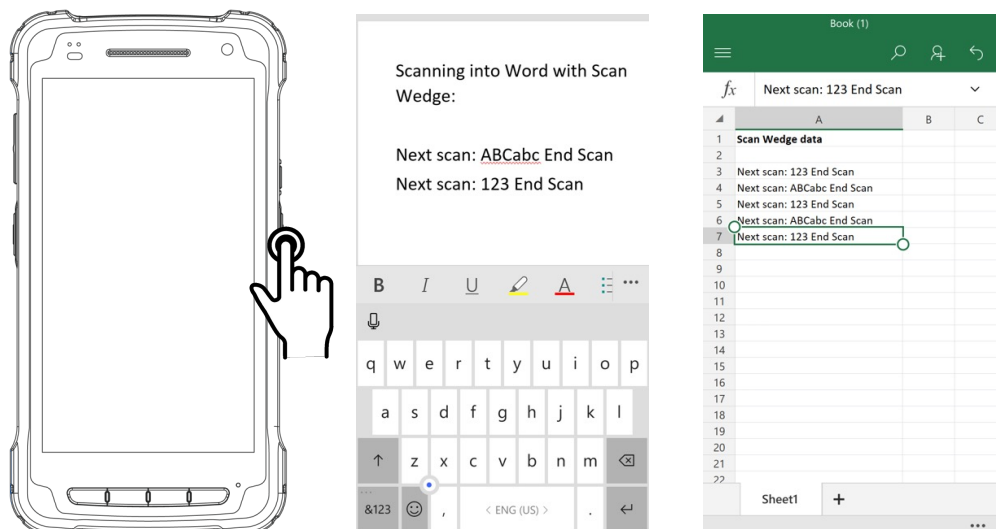 Scanning into Word with Scan
Wedge:
Next scan: ABCabc End Scan
Next scan: 123 End Scan
B I U A
q w e r t y u i o p
a s d f g h j k l
z x c v b n m
&123 , < ENG (US) > .
Book (1)
fx Next scan: 123 End Scan
A B C
1 Scan Wedge data
2
3 Next scan: 123 End Scan
4 Next scan: ABCabc End Scan
5 Next scan: 123 End Scan
6 Next scan: ABCabc End Scan
7 Next scan: 123 End Scan
8
9
10
11
12
13
14
15
16
17
18
19
20
21
22
Sheet1 +